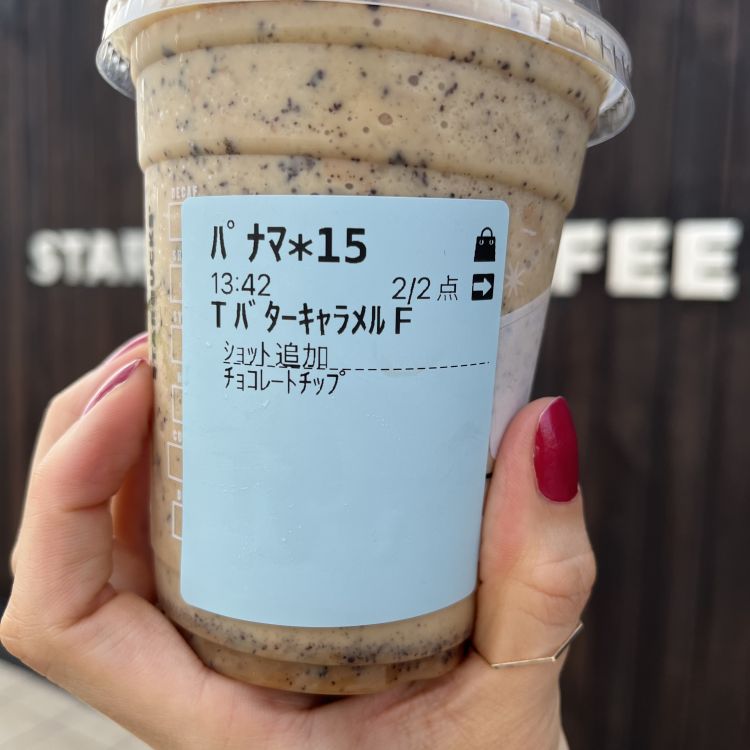 STAR FEE
DECAF
パナマ*15
13:42 2/2点
Tバターキャラメル F
ショット追加
チョコレートチップ